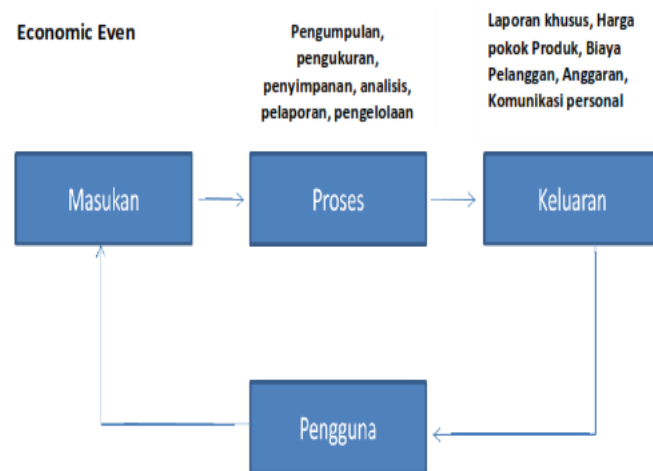 Economic Even
Pengumpulan,
pengukuran,
penyimpanan, analisis,
pelaporan, pengelolaan
Laporan khusus, Harga
pokok Produk, Biaya
Pelanggan, Anggaran,
Komunikasi personal
Masukan
Proses
Keluaran
Pengguna